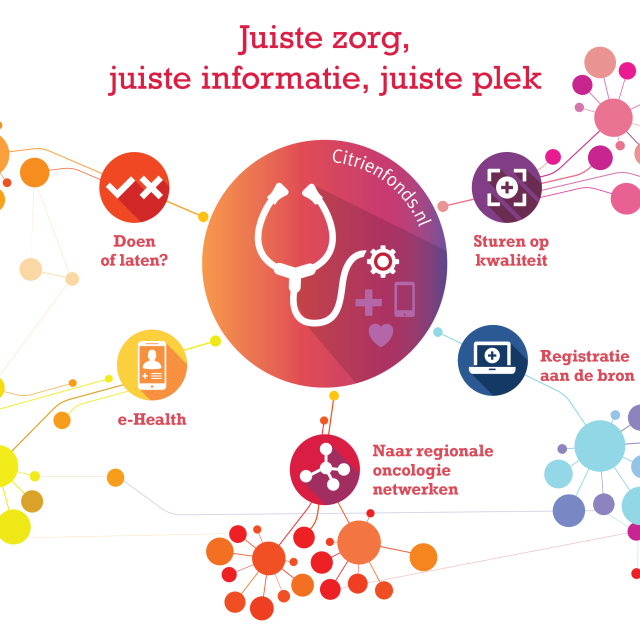 Juiste zorg,
juiste informatie, juiste plek
Citrienfonds.nl
Doen
of laten?
Sturen op
kwaliteit
e-Health
Registratie
aan de bron
Naar regionale
oncologie
netwerken